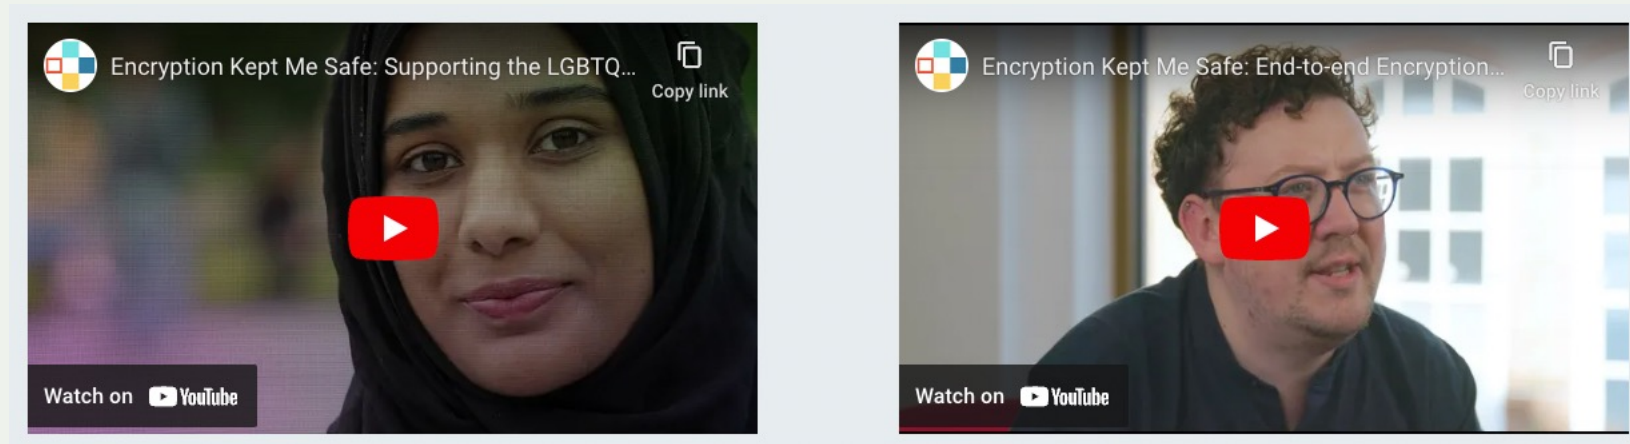 Encryption Kept Me Safe: Supporting the LGBTQ...
Copy link
Watch on YouTube
Encryption Kept Me Safe: End-to-end Encryption...
Copy link
Watch on YouTube